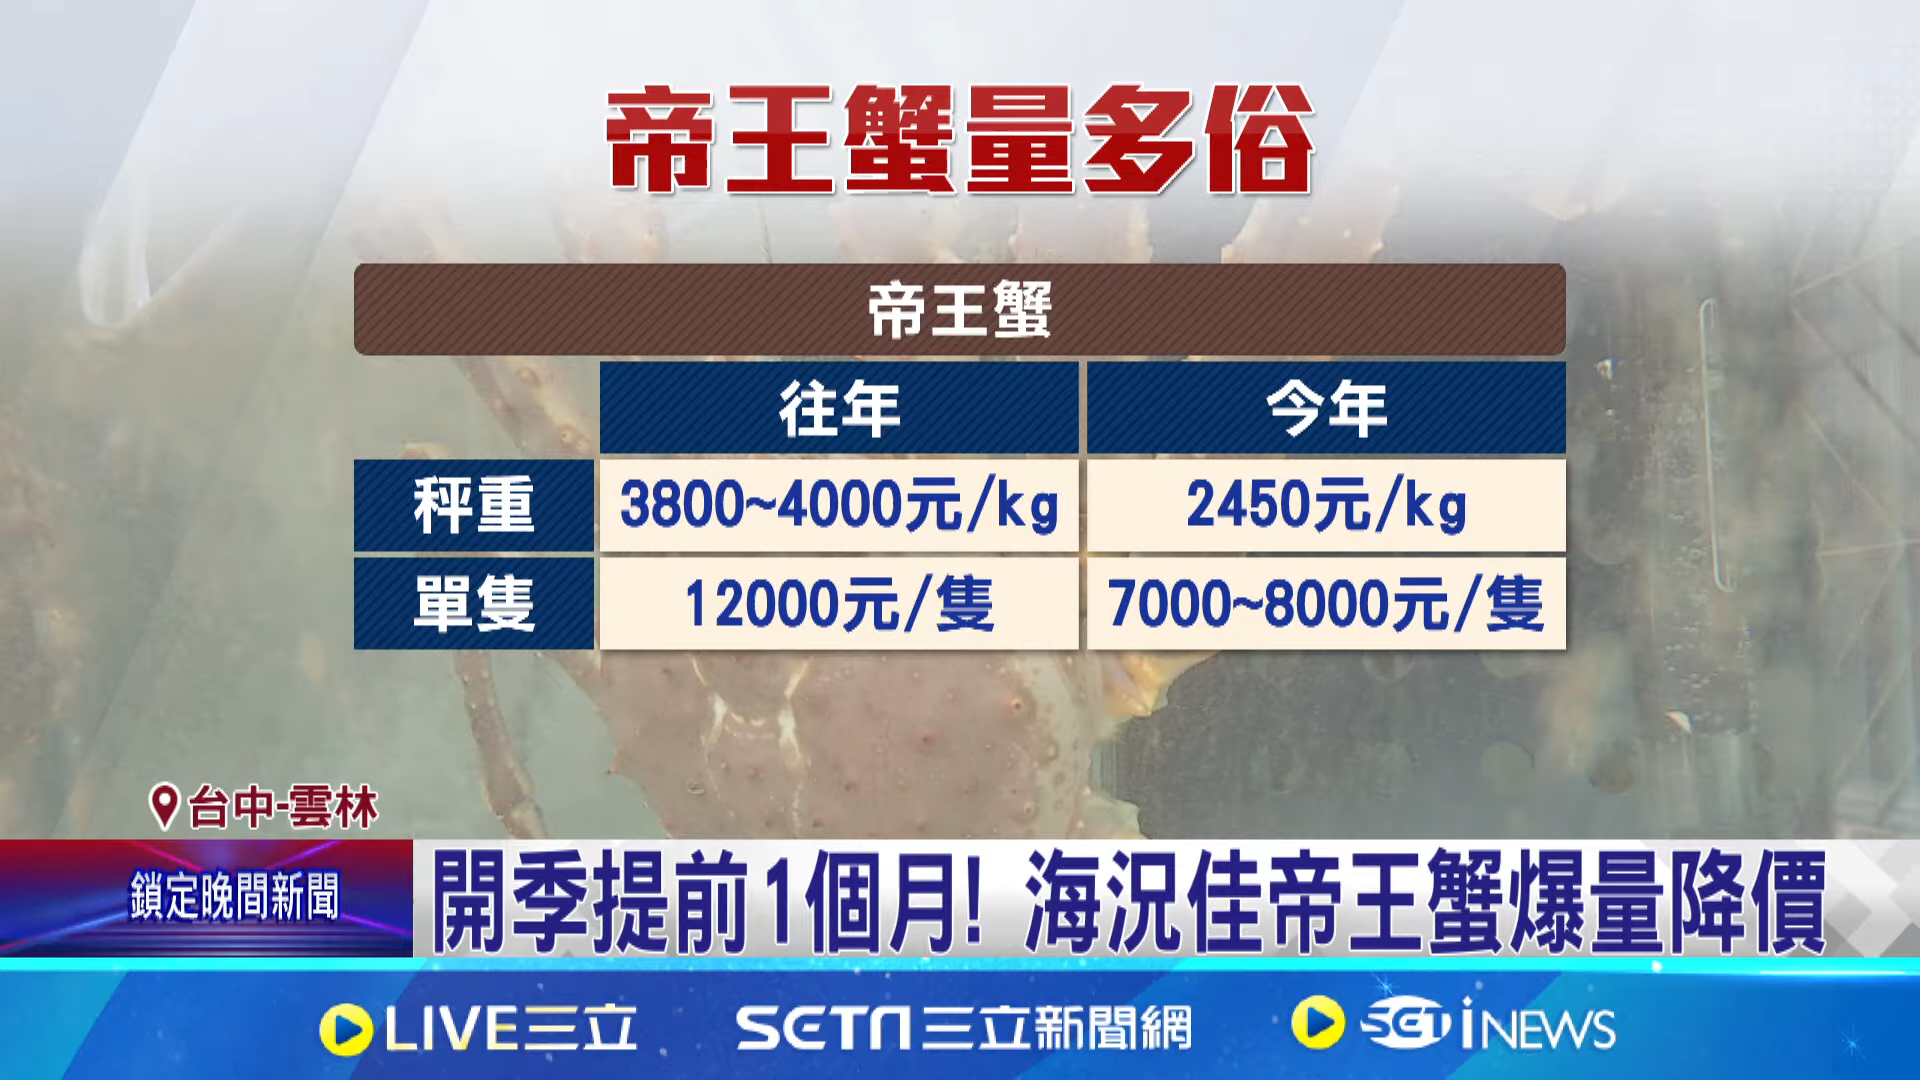 帝王蟹量多俗
帝王蟹
往年 今年
秤重 3800~4000元/kg 2450元/kg
單隻 12000元/隻 7000~8000元/隻
台中-雲林
鎖定晚間新聞 開季提前1個月! 海況佳帝王蟹爆量降價
LIVE三立 SETN三立新聞網 SET iNEWS